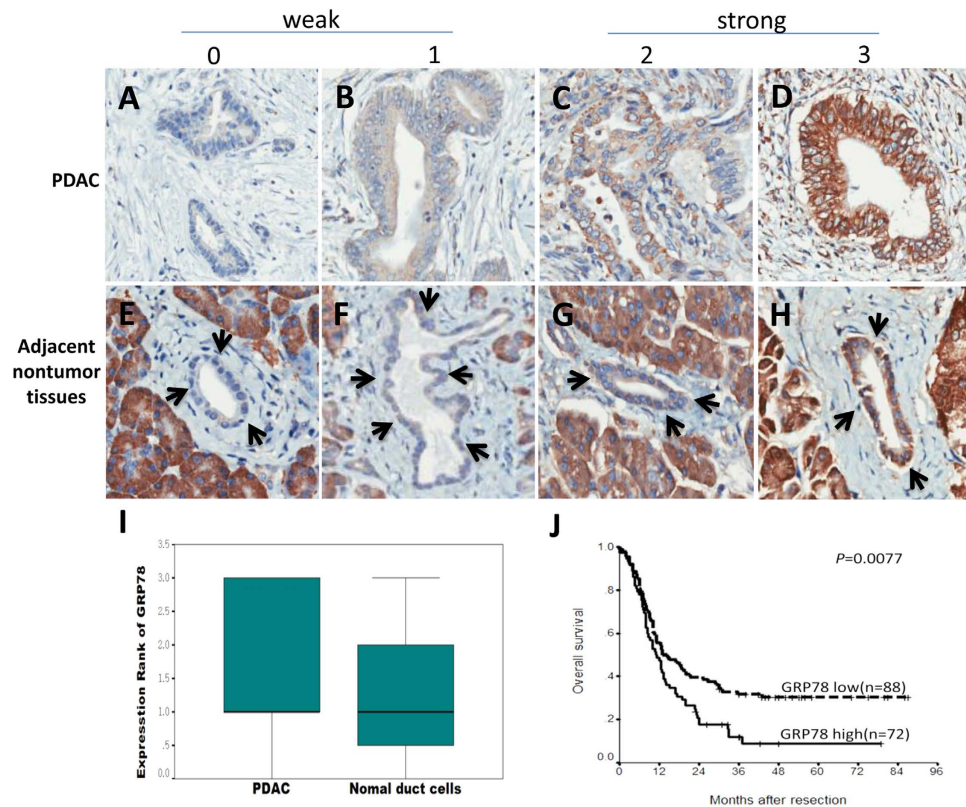 weak strong
0 1 2 3
A B C D
PDAC
E F G H
Adjacent
nontumor
tissues
I
Expresstion Rank of GRP78
3.5
3.0
2.5
2.0
1.5
1.0
.5
0.0
PDAC Nomal duct cells
J
P=0.0077
Overall survival
1.0
.8
.6
.4
.2
0.0
GRP78 low(n=88)
GRP78 high(n=72)
0 12 24 36 48 60 72 84 96
Months after resection